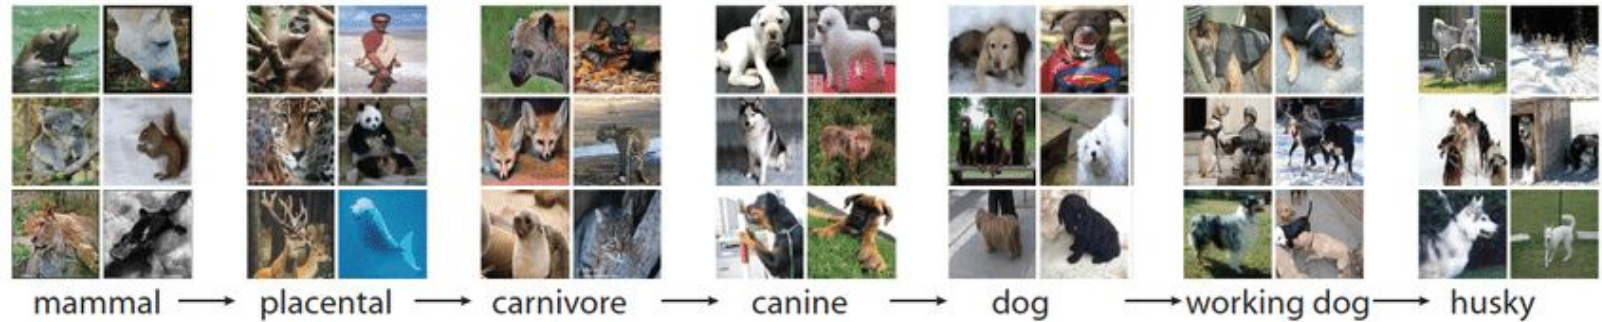 mammal → placental → carnivore → canine → dog → working dog → husky